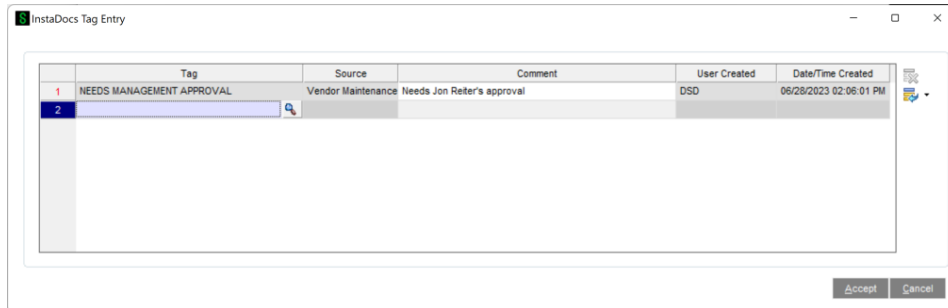 InstaDocs Tag Entry
Tag Source Comment User Created Date/Time Created
1 NEEDS MANAGEMENT APPROVAL Vendor Maintenance Needs Jon Reiter's approval DSD 06/28/2023 02:06:01 PM
2
Accept Cancel